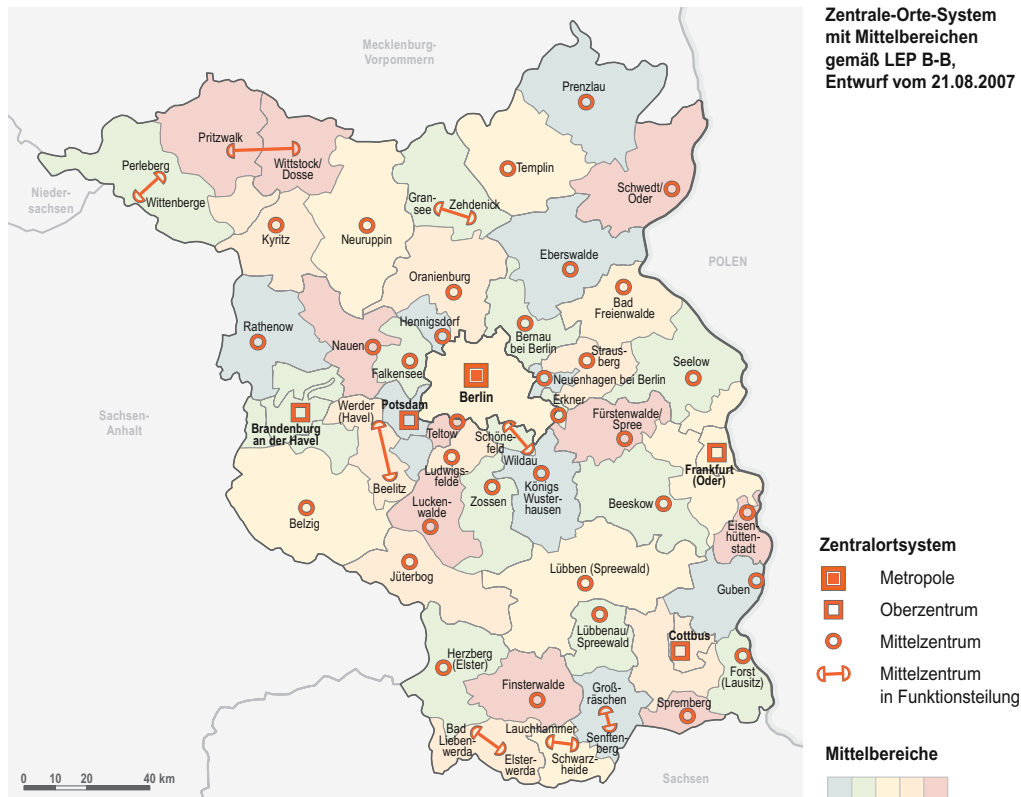 Zentrale-Orte-System
mit Mittelbereichen
gemäß LEP B-B,
Entwurf vom 21.08.2007
Mecklenburg-
Vorpommern
Prenzlau
Pritzwalk
Wittstock/
Dosse
Perleberg
Wittenberge
Templin
Schwedt/
Oder
Nieder-
sachsen
Gran-
see
Zehdenick
Kyritz
Neuruppin
Eberswalde
POLEN
Oranienburg
Bad
Freienwalde
Rathenow
Hennigsdorf
Nauen
Bernau
bei Berlin
Falkensee
Straus-
berg
Seelow
Neuenhagen bei Berlin
Berlin
Erkner
Sachsen-
Anhalt
Brandenburg
an der Havel
Werder
(Havel)
Potsdam
Fürstenwalde/
Spree
Teltow
Schöne-
feld
Wildau
Frankfurt
(Oder)
Ludwigs-
felde
Beelitz
Königs
Wuster-
hausen
Zossen
Belzig
Lucken-
walde
Beeskow
Eisen-
hütten-
stadt
Jüterbog
Lübben (Spreewald)
Guben
Lübbenau/
Spreewald
Cottbus
Herzberg
(Elster)
Forst
(Lausitz)
Finsterwalde
Groß-
räschen
Spremberg
Senften-
berg
Bad
Lieben-
werda
Lauchhammer
Elster-
werda
Schwarz-
heide
Sachsen
0 10 20 40 km
Zentralortsystem
Metropole
Oberzentrum
Mittelzentrum
Mittelzentrum
in Funktionsteilung
Mittelbereiche